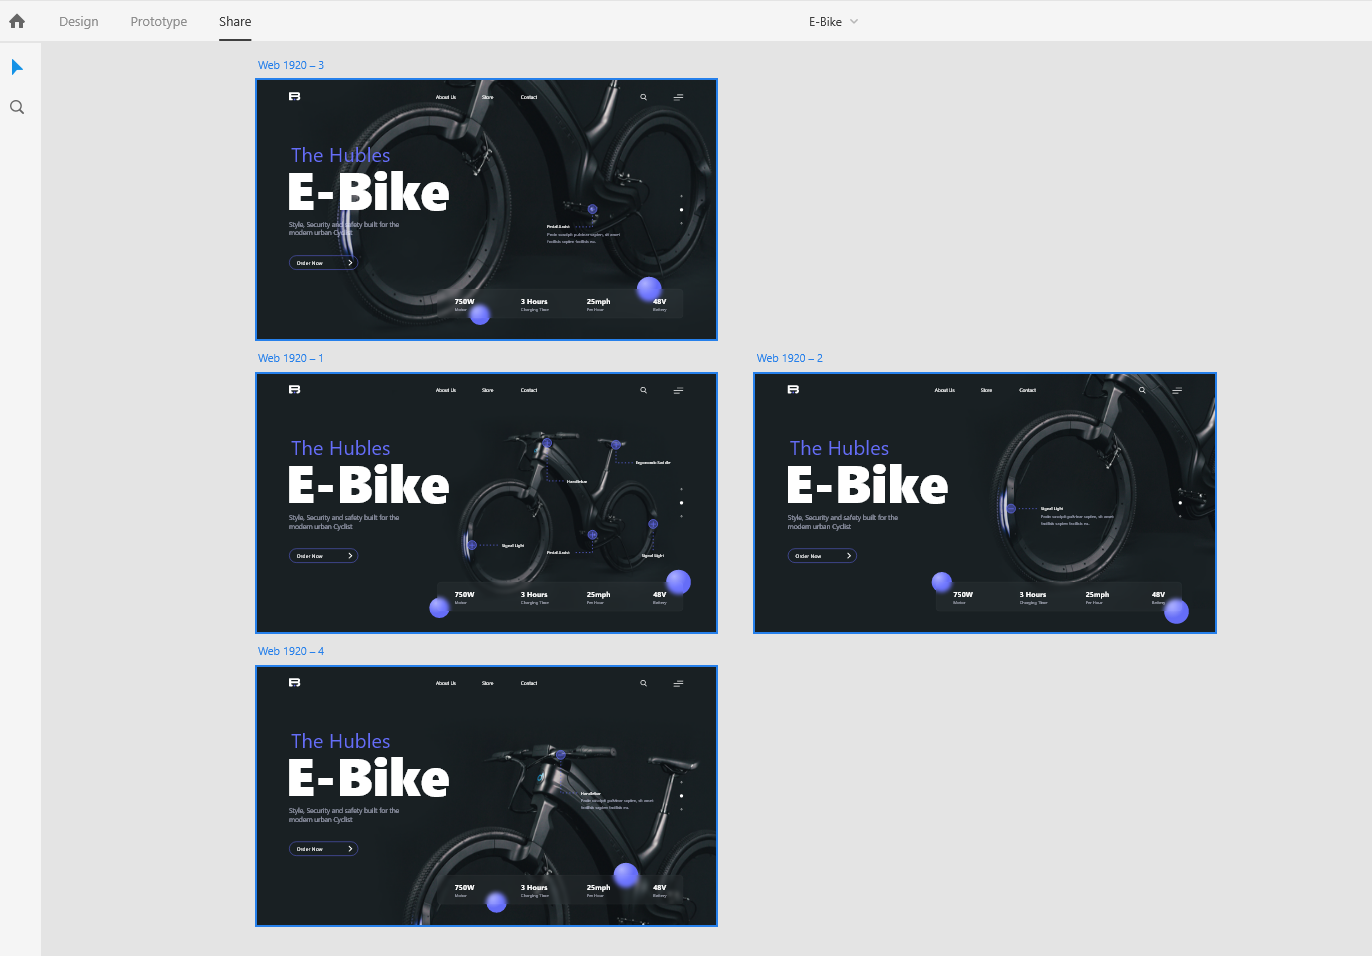 Design Prototype Share E-Bike
Web 1920 – 3
About Us Store Contact
The Hubles
E-Bike
Style, Security and safety built for the
modern urban Cyclist
Pedal Assist
Order Now
750W 3 Hours 25mph 48V
Motor Charging Time Per Hour Battery
Web 1920 – 1
About Us Store Contact
The Hubles
E-Bike
Style, Security and safety built for the
modern urban Cyclist
Ergonomic Saddle
Handlebar
Signal Light
Pedal Assist
Signal Light
Order Now
750W 3 Hours 25mph 48V
Motor Charging Time Per Hour Battery
Web 1920 – 2
About Us Store Contact
The Hubles
E-Bike
Style, Security and safety built for the
modern urban Cyclist
Signal Light
Order Now
750W 3 Hours 25mph 48V
Motor Charging Time Per Hour Battery
Web 1920 – 4
About Us Store Contact
The Hubles
E-Bike
Style, Security and safety built for the
modern urban Cyclist
Handlebar
Order Now
750W 3 Hours 25mph 48V
Motor Charging Time Per Hour Battery